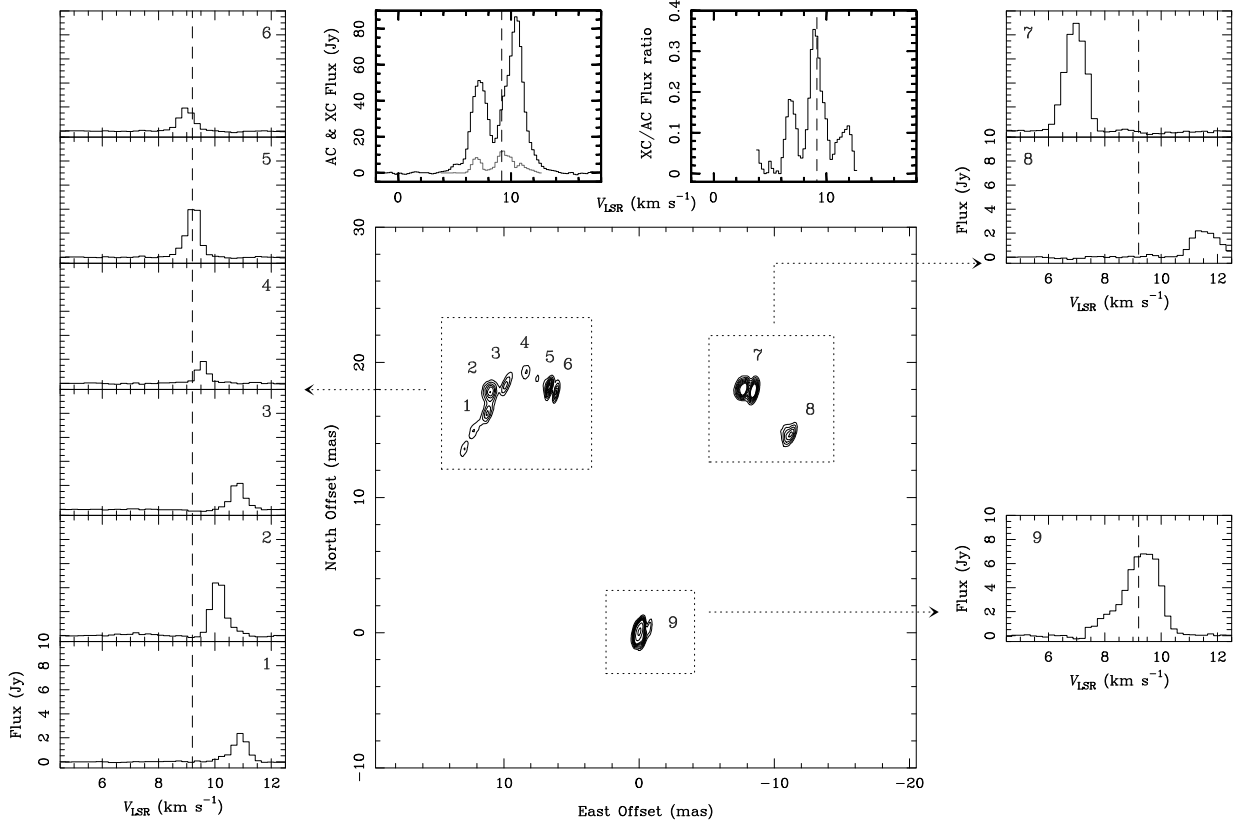 6
5
4
3
2
1
10
8
6
4
2
0
Flux (Jy)
6 8 10 12
V_LSR (km s⁻¹)
80
60
40
20
0
AC & XC Flux (Jy)
0 10
V_LSR (km s⁻¹)
0.4
0.3
0.2
0.1
0
XC/AC Flux ratio
0 10
30
20
10
0
−10
North Offset (mas)
1 2 3 4 5 6
7
8
9
10 0 −10 −20
East Offset (mas)
7
8
10
8
6
4
2
0
Flux (Jy)
6 8 10 12
V_LSR (km s⁻¹)
9
10
8
6
4
2
0
Flux (Jy)
6 8 10 12
V_LSR (km s⁻¹)